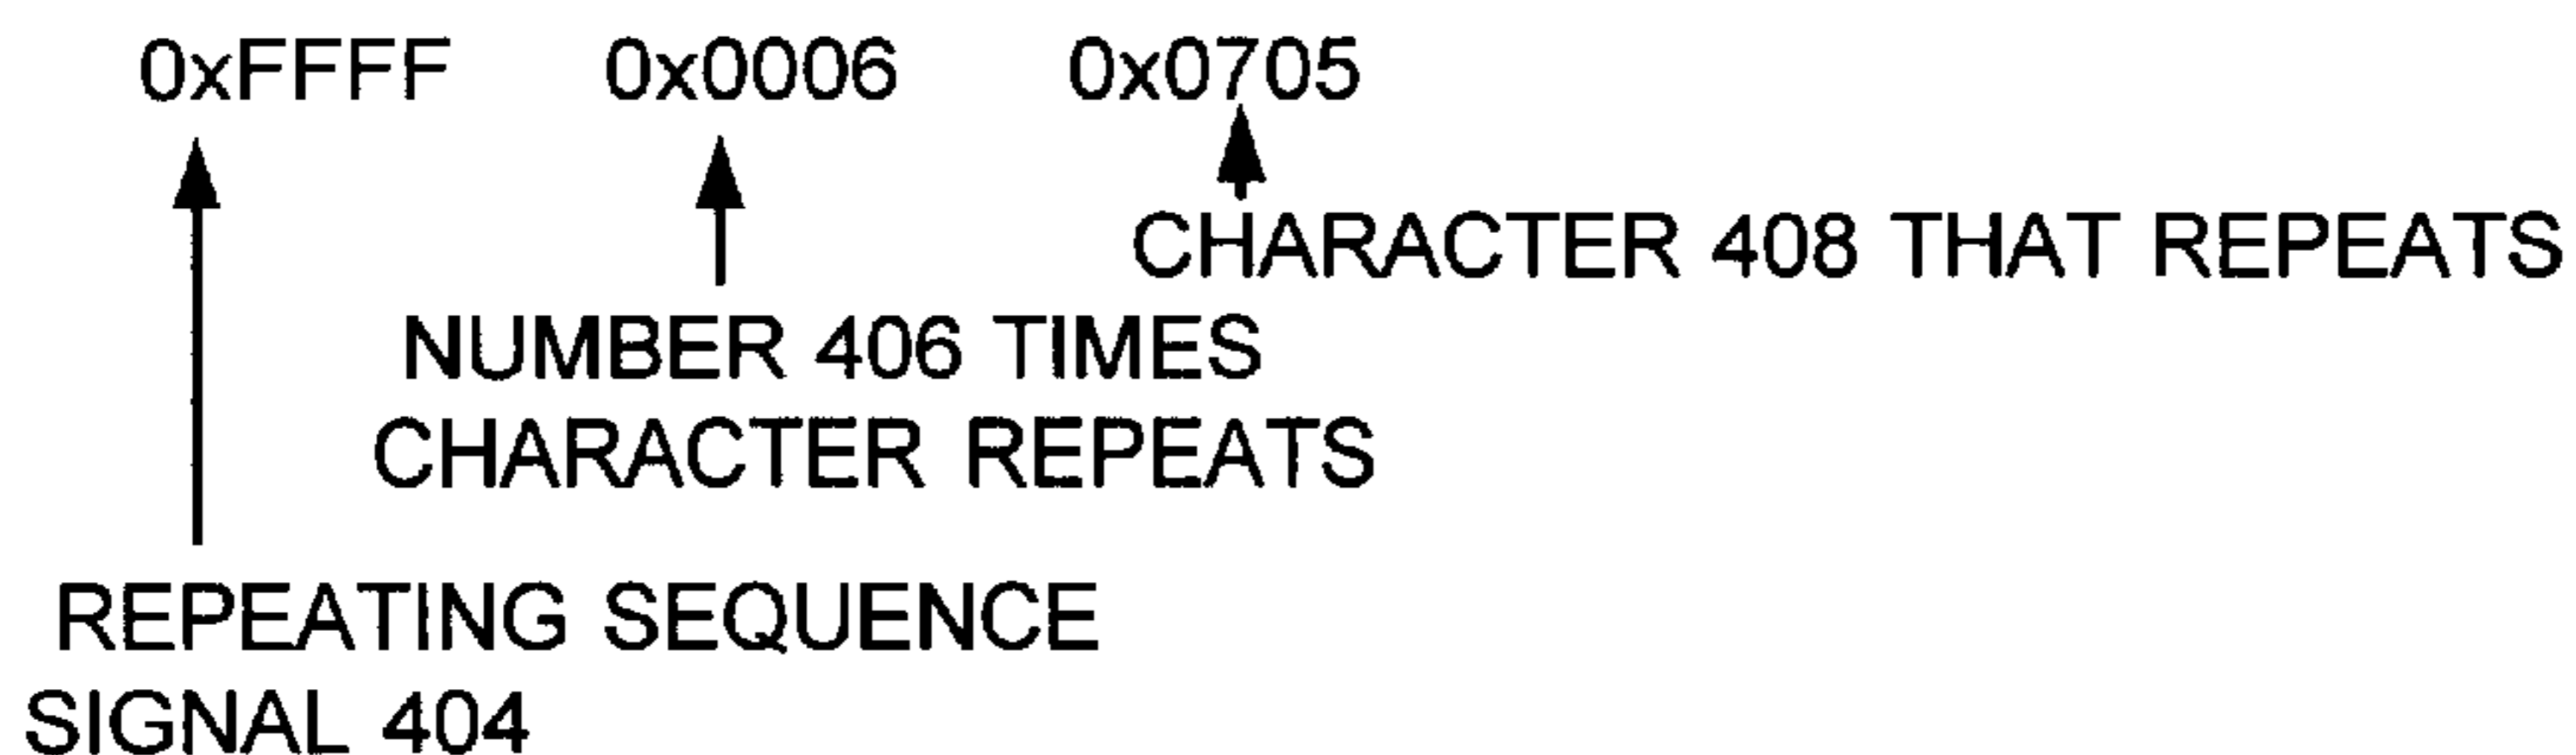 0xFFFF 0x0006 0x0705
CHARACTER 408 THAT REPEATS
NUMBER 406 TIMES
CHARACTER REPEATS
REPEATING SEQUENCE
SIGNAL 404